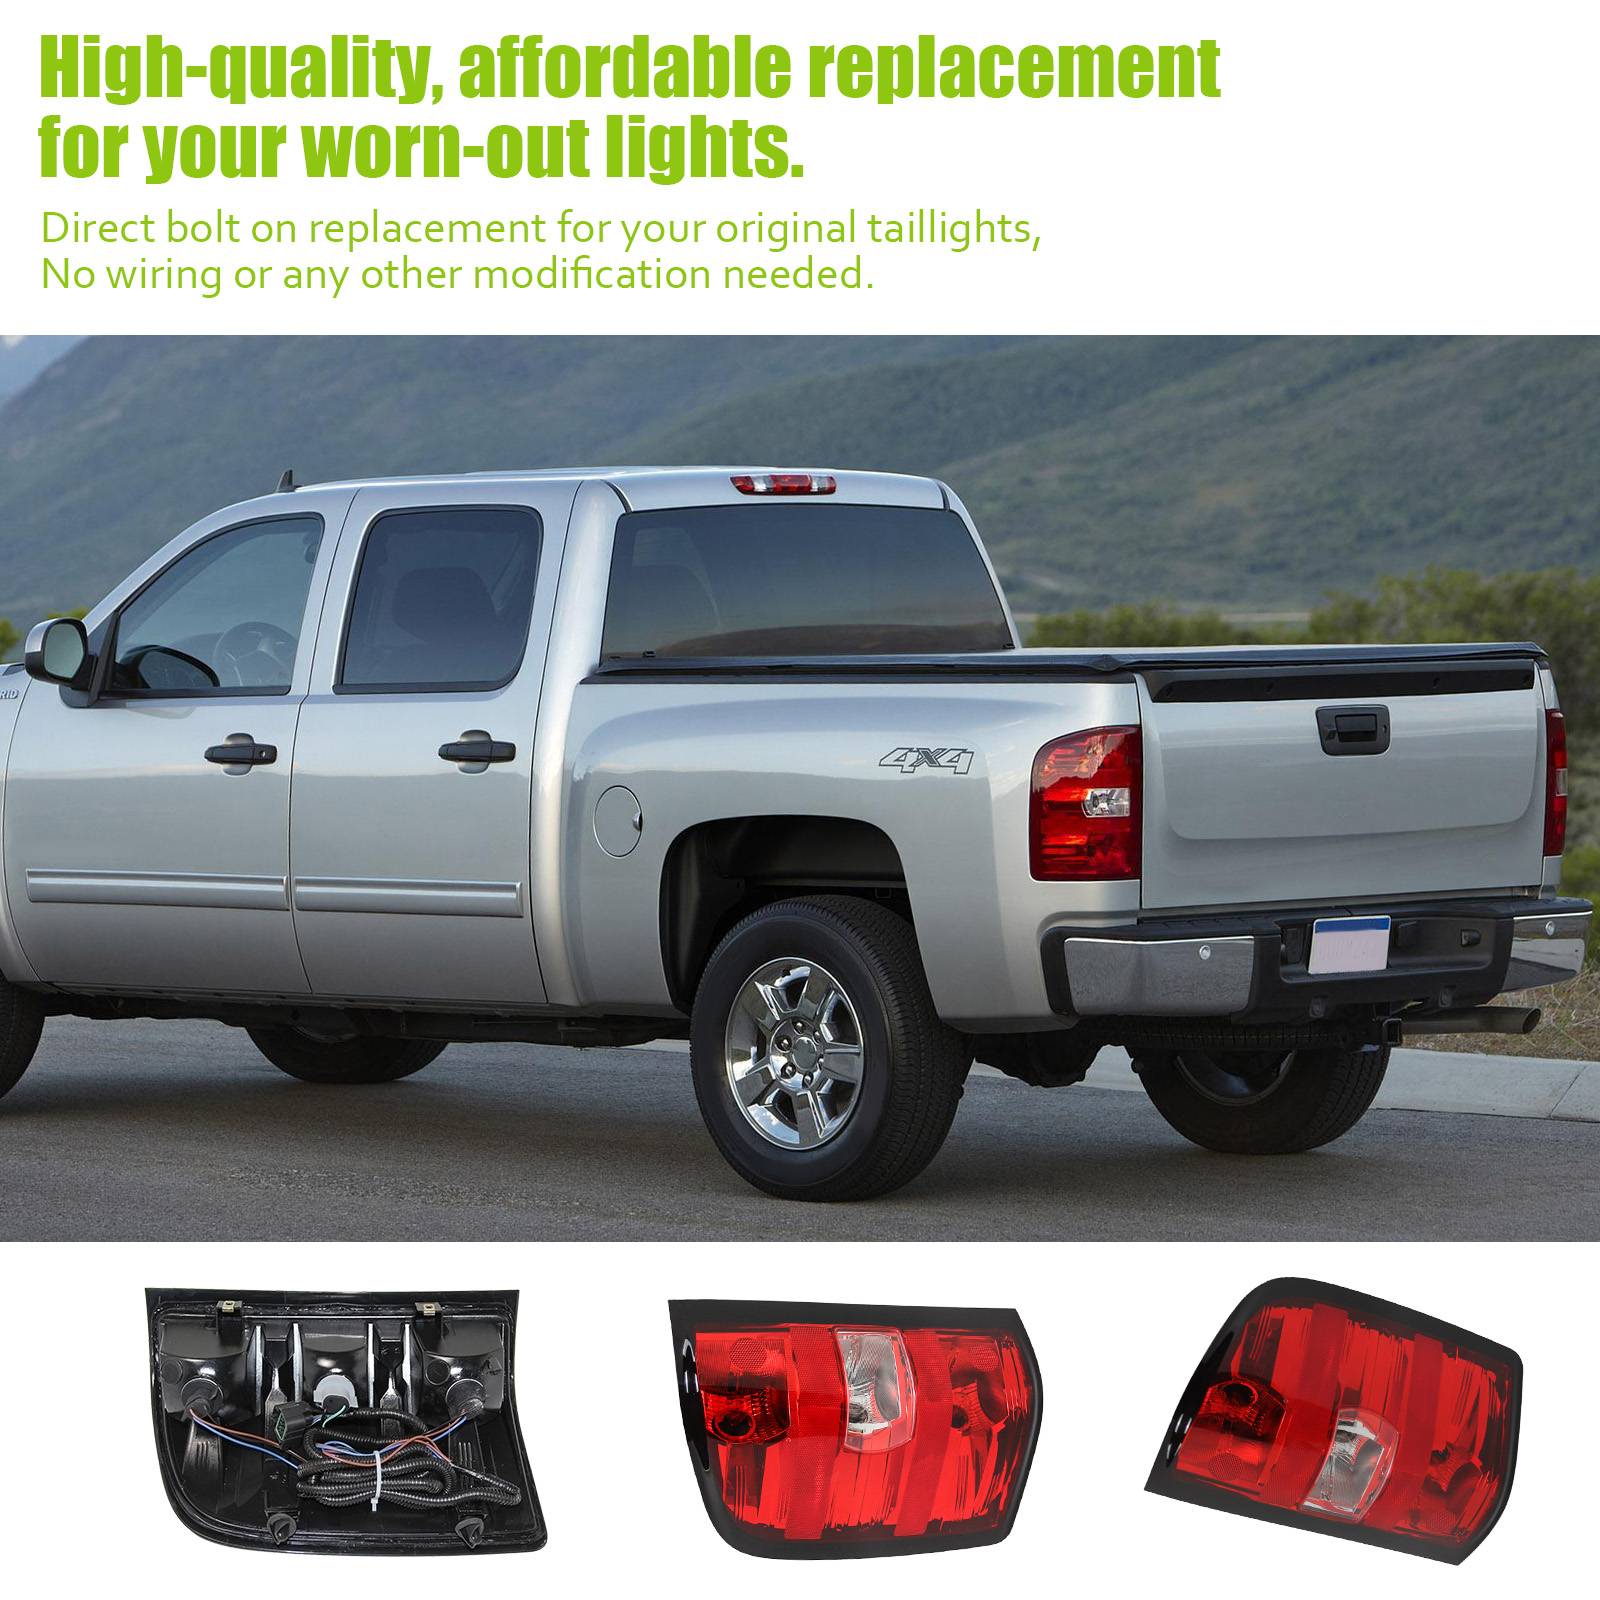 High-quality, affordable replacement
for your worn-out lights.
Direct bolt on replacement for your original taillights,
No wiring or any other modification needed.
RID
4X4